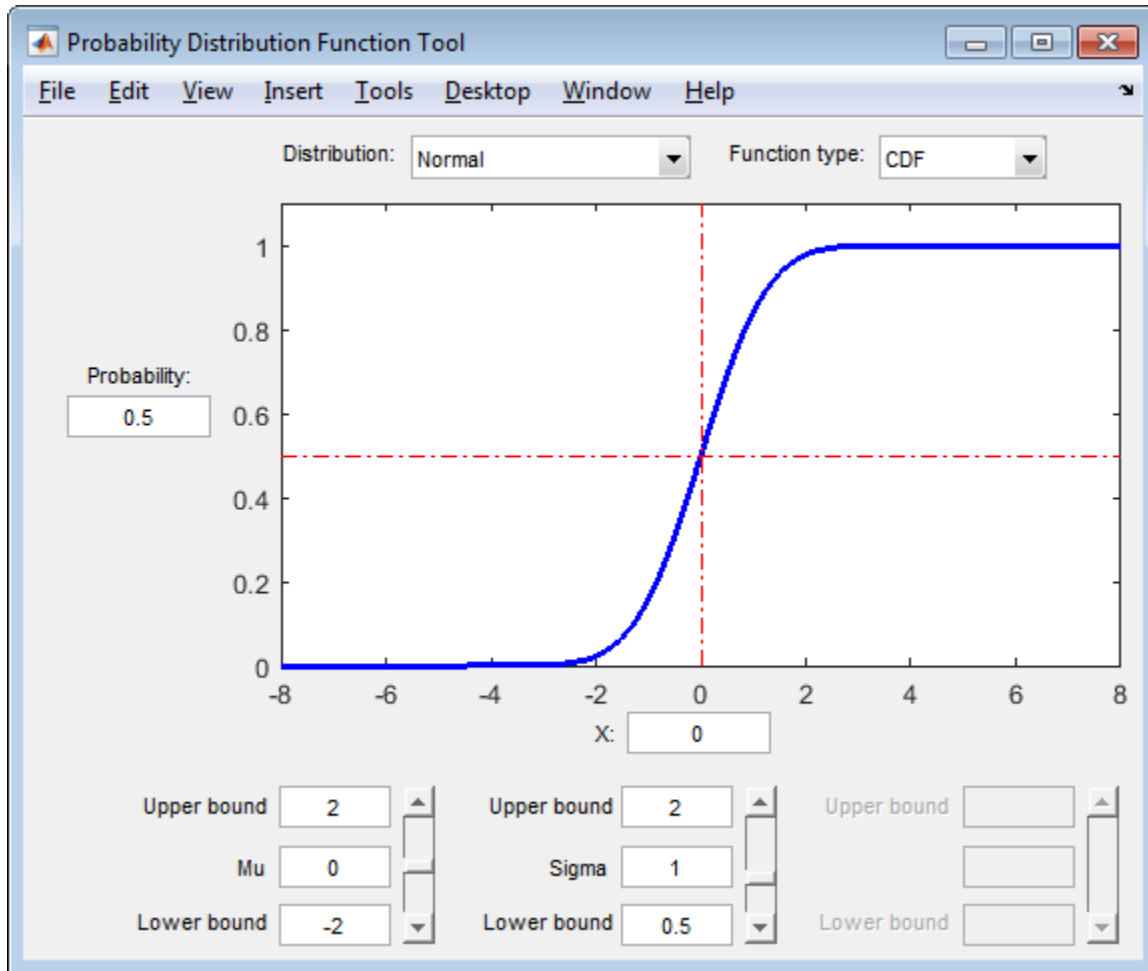 Probability Distribution Function Tool
File Edit View Insert Tools Desktop Window Help
Distribution: Normal Function type: CDF
1
0.8
Probability:
0.5
0.6
0.4
0.2
0
-8 -6 -4 -2 0 2 4 6 8
X: 0
Upper bound 2 Upper bound 2 Upper bound
Mu 0 Sigma 1
Lower bound -2 Lower bound 0.5 Lower bound